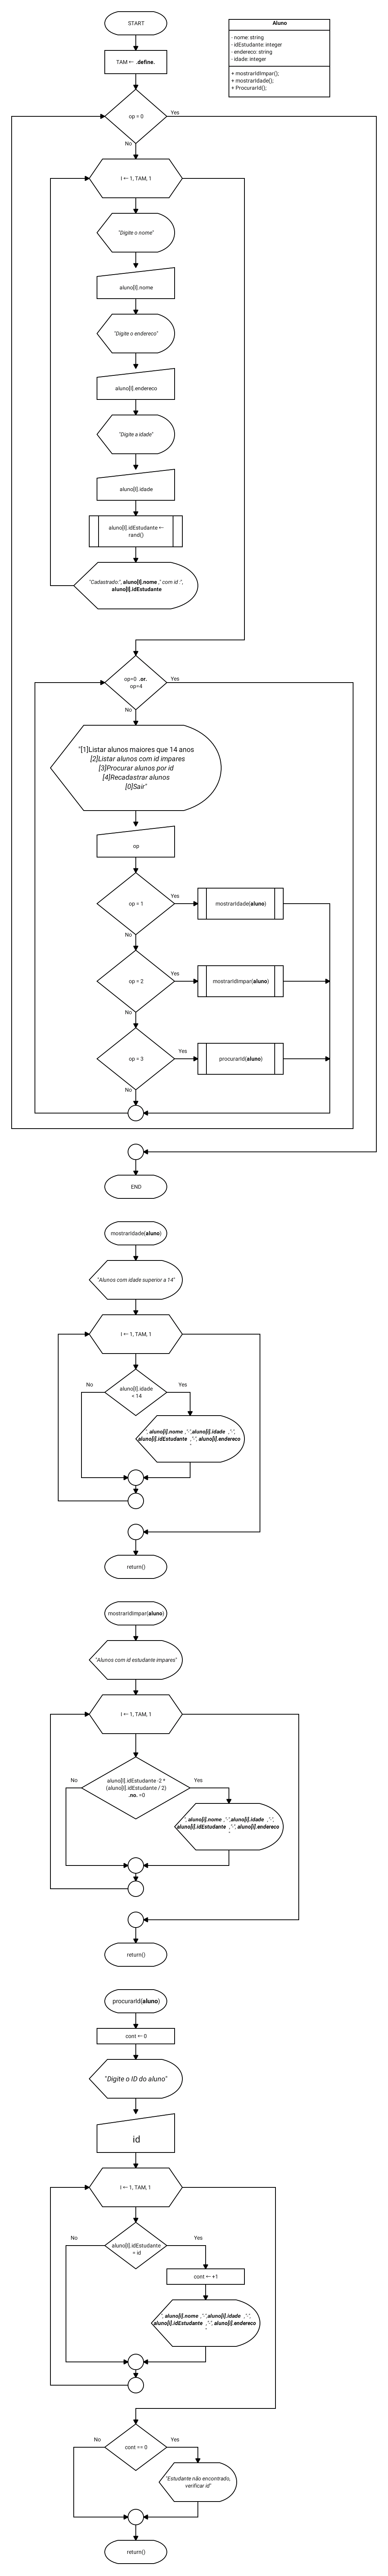 START
Aluno
- nome: string
- idEstudante: integer
- endereco: string
- idade: integer
+ mostrarIdImpar();
+ mostrarIdade();
+ ProcurarId();
TAM ← .define.
op = 0
Yes
No
I ← 1, TAM, 1
"Digite o nome"
aluno[I].nome
"Digite o endereco"
aluno[I].endereco
"Digite a idade"
aluno[I].idade
aluno[I].idEstudante ←
rand()
"Cadastrado:", aluno[I].nome ," com id :",
aluno[I].idEstudante
op=0 .or.
op=4
Yes
No
"[1]Listar alunos maiores que 14 anos
[2]Listar alunos com id impares
[3]Procurar alunos por id
[4]Recadastrar alunos
[0]Sair"
op
op = 1
Yes
mostrarIdade(aluno)
No
op = 2
Yes
mostrarIdImpar(aluno)
No
op = 3
Yes
procurarId(aluno)
No
END
mostrarIdade(aluno)
"Alunos com idade superior a 14"
I ← 1, TAM, 1
No
aluno[i].idade
< 14
Yes
", aluno[i].nome ,"-",aluno[i].idade ,"-",
aluno[i].idEstudante ,"-", aluno[i].endereco
return()
mostrarIdImpar(aluno)
"Alunos com id estudante impares"
I ← 1, TAM, 1
No
aluno[i].idEstudante -2 *
(aluno[i].idEstudante / 2)
.no. =0
Yes
", aluno[i].nome ,"-",aluno[i].idade ,"-",
aluno[i].idEstudante ,"-", aluno[i].endereco
return()
procurarId(aluno)
cont ← 0
"Digite o ID do aluno"
id
I ← 1, TAM, 1
No
aluno[i].idEstudante
= id
Yes
cont ← +1
", aluno[i].nome ,"-",aluno[i].idade ,"-",
aluno[i].idEstudante ,"-", aluno[i].endereco
No
cont == 0
Yes
"Estudante não encontrado,
verificar id"
return()